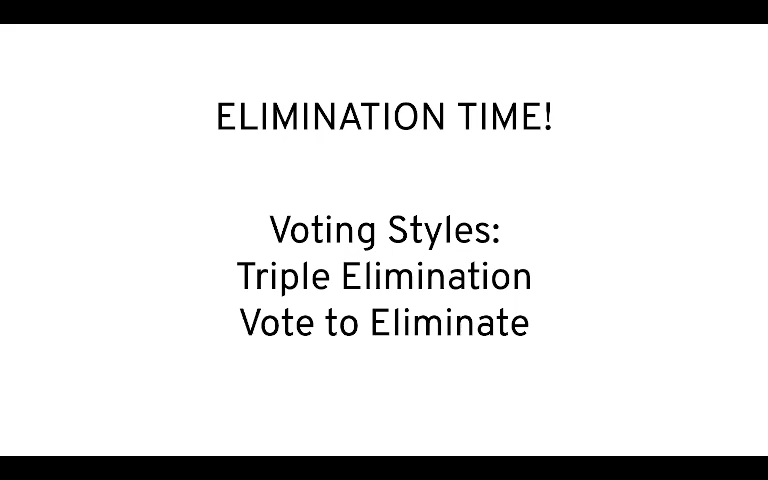 ELIMINATION TIME!
Voting Styles:
Triple Elimination
Vote to Eliminate